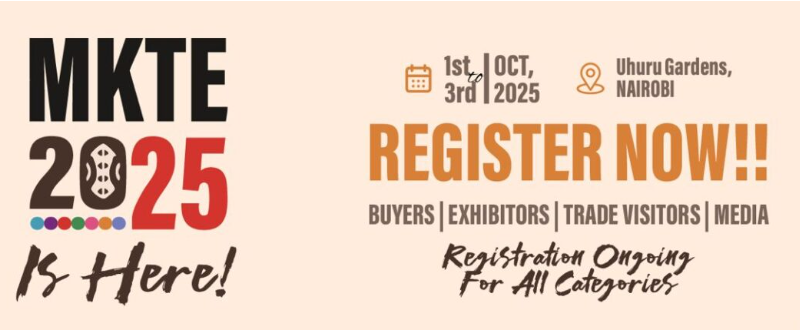 MKTE
2025
Is Here!
1st to 3rd | OCT, 2025
Uhuru Gardens,
NAIROBI
REGISTER NOW!!
BUYERS | EXHIBITORS | TRADE VISITORS | MEDIA
Registration Ongoing
For All Categories